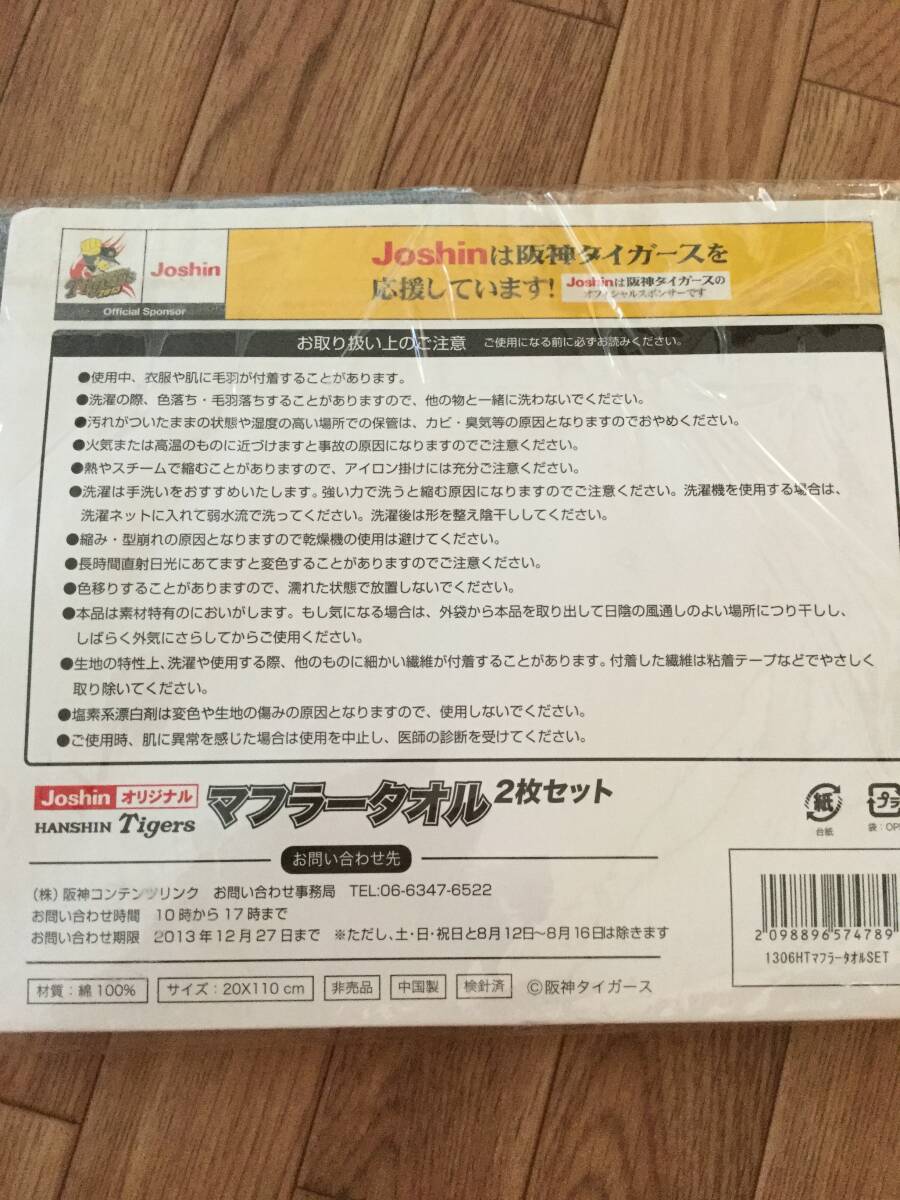 Tigers
Joshin
Official Sponsor
Joshinは阪神タイガースを
応援しています!
Joshinは阪神タイガースの
オフィシャルスポンサーです
お取り扱い上のご注意 ご使用になる前に必ずお読みください。
●使用中、衣服や肌に毛羽が付着することがあります。
●洗濯の際、色落ち・毛羽落ちすることがありますので、他の物と一緒に洗わないでください。
●汚れがついたままの状態や湿度の高い場所での保管は、カビ・臭気等の原因となりますのでおやめください。
●火気または高温のものに近づけますと事故の原因になりますのでご注意ください。
●熱やスチームで縮むことがありますので、アイロン掛けには充分ご注意ください。
●洗濯は手洗いをおすすめいたします。強い力で洗うと縮む原因になりますのでご注意ください。洗濯機を使用する場合は、
洗濯ネットに入れて弱水流で洗ってください。洗濯後は形を整え陰干ししてください。
●縮み・型崩れの原因となりますので乾燥機の使用は避けてください。
●長時間直射日光にあてますと変色することがありますのでご注意ください。
●色移りすることがありますので、濡れた状態で放置しないでください。
●本品は素材特有のにおいがします。もし気になる場合は、外袋から本品を取り出して日陰の風通しのよい場所につり干しし、
しばらく外気にさらしてからご使用ください。
●生地の特性上、洗濯や使用する際、他のものに細かい繊維が付着することがあります。付着した繊維は粘着テープなどでやさしく
取り除いてください。
●塩素系漂白剤は変色や生地の傷みの原因となりますので、使用しないでください。
●ご使用時、肌に異常を感じた場合は使用を中止し、医師の診断を受けてください。
Joshin オリジナル
HANSHIN Tigers
マフラータオル 2枚セット
紙
台紙
プラ
袋:OP
お問い合わせ先
(株)阪神コンテンツリンク お問い合わせ事務局 TEL:06-6347-6522
お問い合わせ時間 10時から17時まで
お問い合わせ期限 2013年12月27日まで ※ただし、土・日・祝日と8月12日〜8月16日は除きます
2098896574789
1306HTマフラータオルSET
材質:綿100% サイズ:20X110cm 非売品 中国製 検針済 ©阪神タイガース